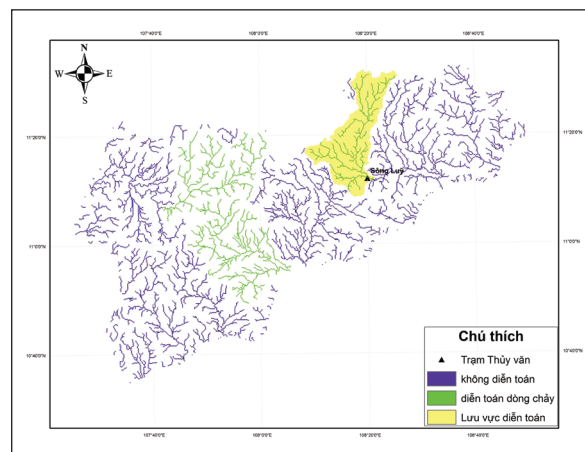 107°40'0"E 108°0'0"E 108°20'0"E 108°40'0"E
N
W E
S
11°20'0"N 11°20'0"N
Sông Luỹ
11°0'0"N 11°0'0"N
Chú thích
Trạm Thủy văn
không diễn toán
diễn toán dòng chảy
Lưu vực diễn toán
10°40'0"N 10°40'0"N
107°40'0"E 108°0'0"E 108°20'0"E 108°40'0"E